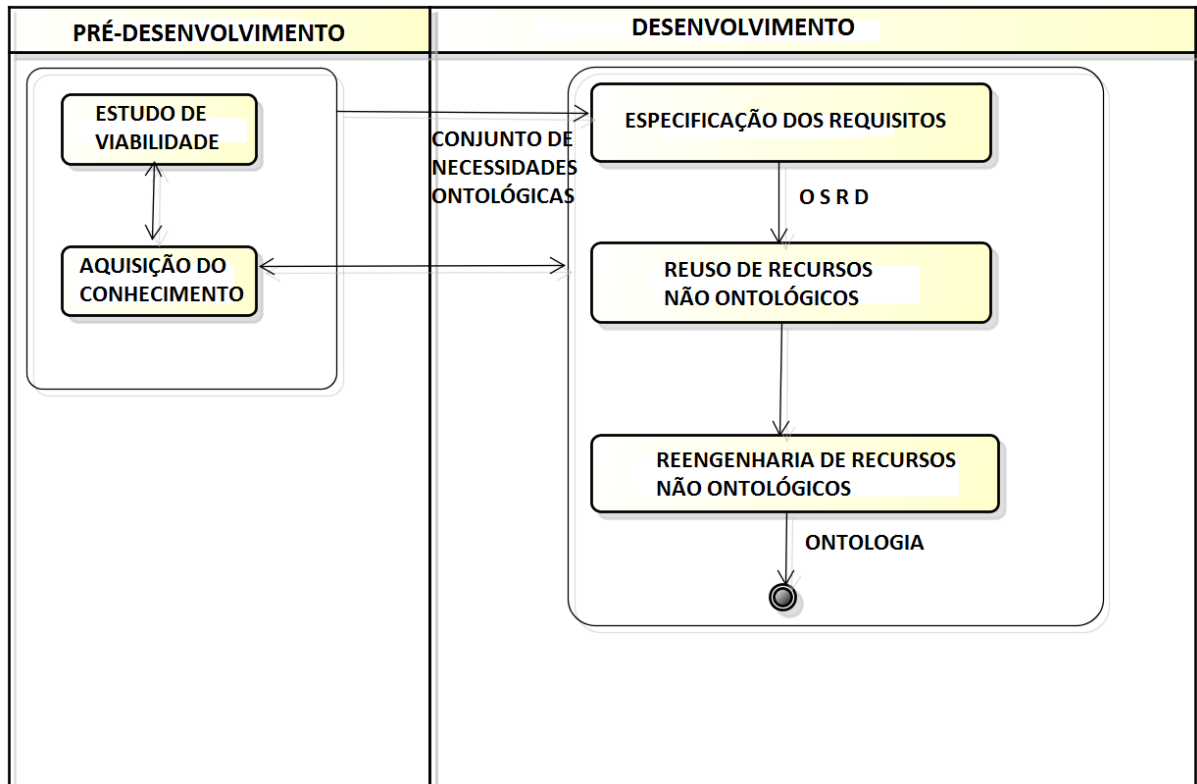 PRÉ-DESENVOLVIMENTO
DESENVOLVIMENTO
ESTUDO DE
VIABILIDADE
AQUISIÇÃO DO
CONHECIMENTO
CONJUNTO DE
NECESSIDADES
ONTOLÓGICAS
ESPECIFICAÇÃO DOS REQUISITOS
O S R D
REUSO DE RECURSOS
NÃO ONTOLÓGICOS
REENGENHARIA DE RECURSOS
NÃO ONTOLÓGICOS
ONTOLOGIA